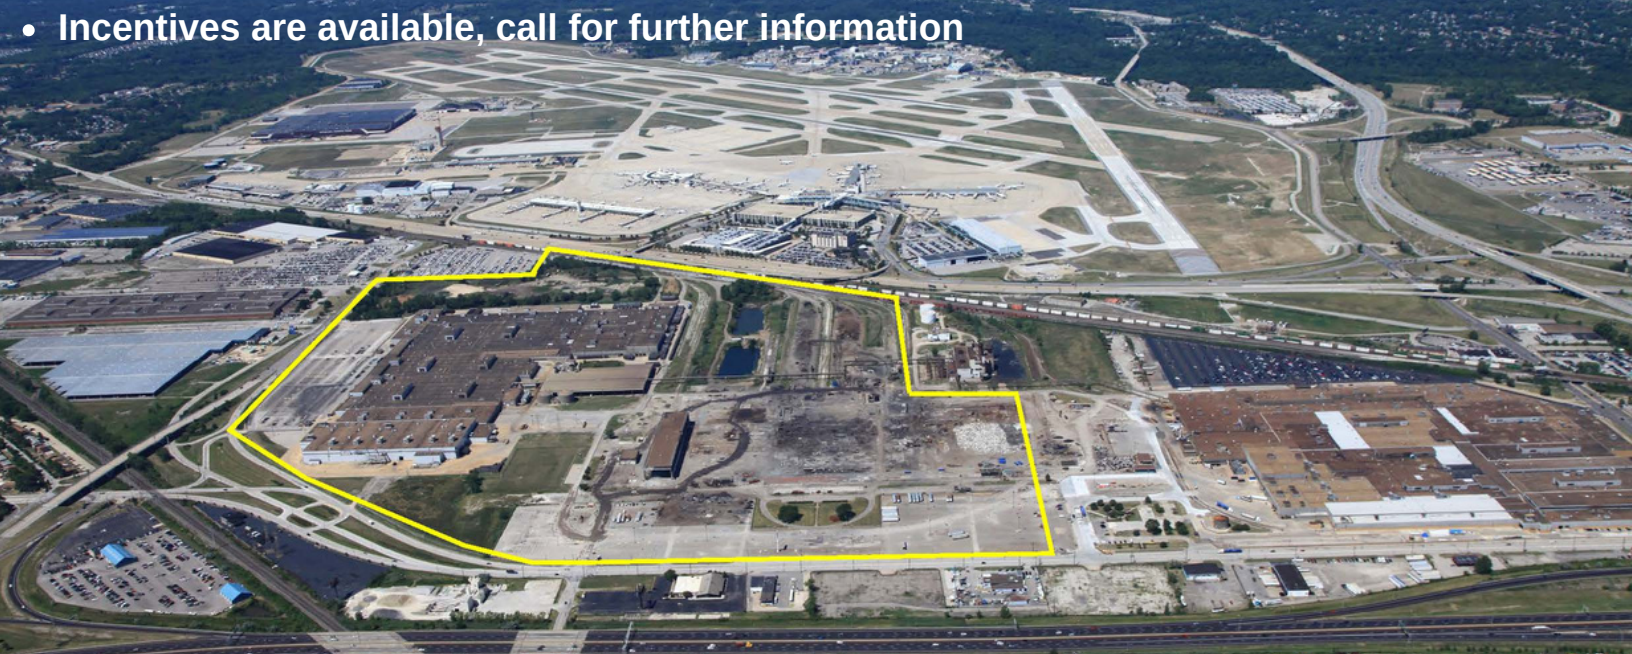 • Incentives are available, call for further information